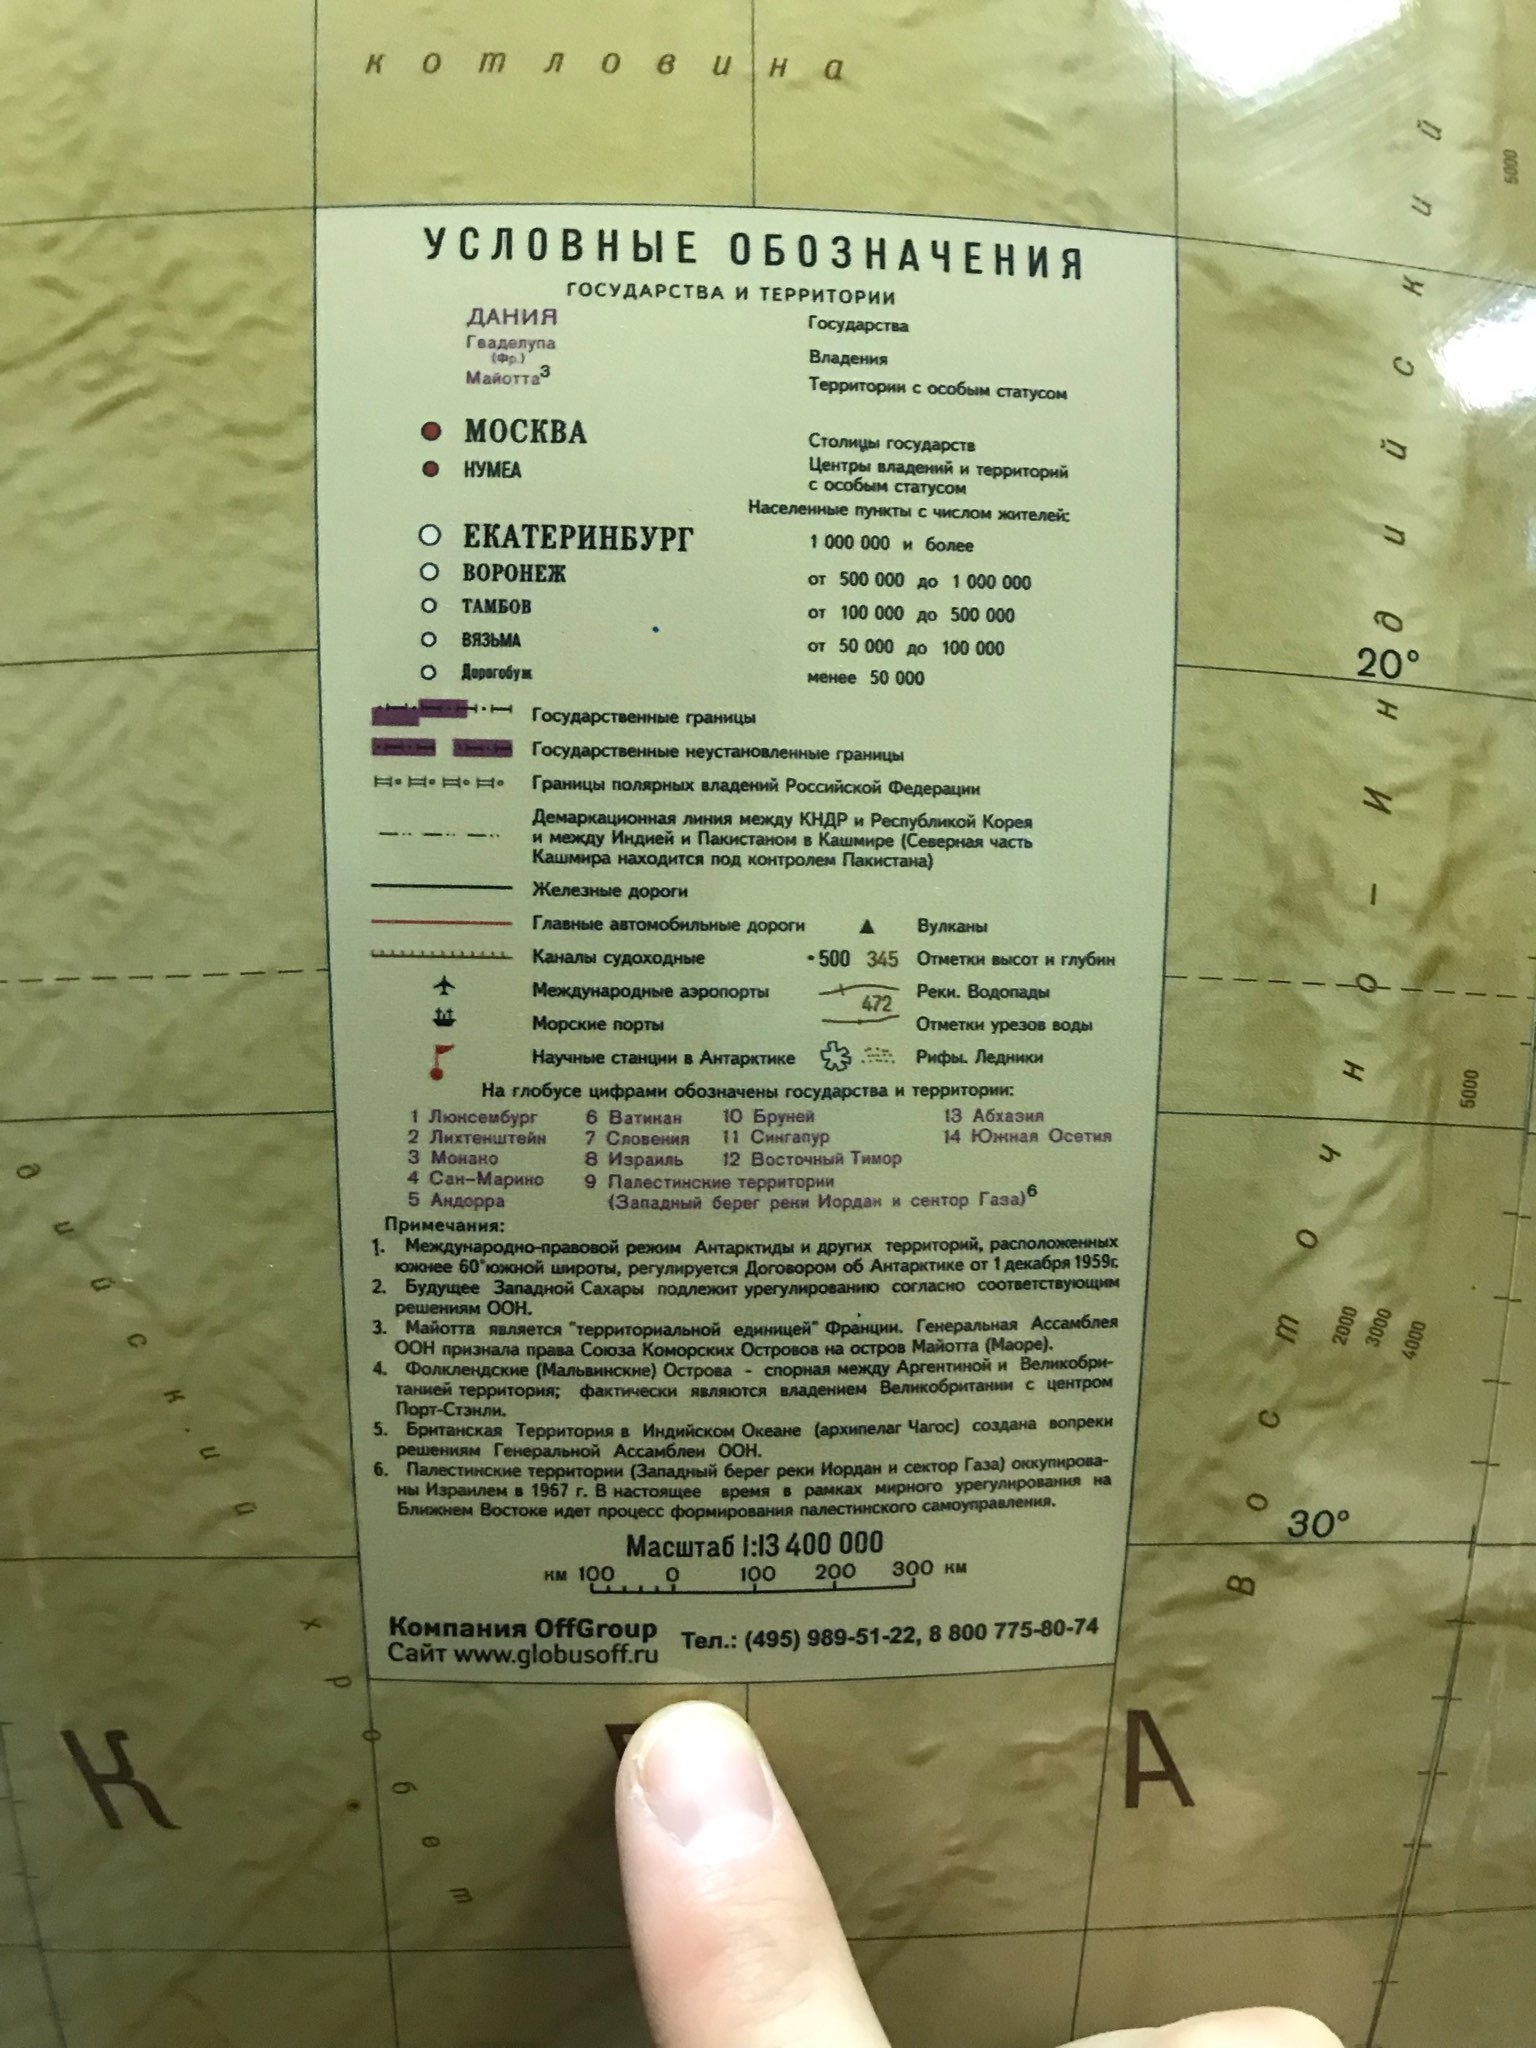 котловина
УСЛОВНЫЕ ОБОЗНАЧЕНИЯ
ГОСУДАРСТВА И ТЕРРИТОРИИ
ДАНИЯ Государства
Гваделупа
(Фр.) Владения
Майотта3 Территории с особым статусом
МОСКВА Столицы государств
НУМЕА Центры владений и территорий
с особым статусом
Населенные пункты с числом жителей:
ЕКАТЕРИНБУРГ 1 000 000 и более
ВОРОНЕЖ от 500 000 до 1 000 000
ТАМБОВ от 100 000 до 500 000
ВЯЗЬМА от 50 000 до 100 000
Дорогобуж менее 50 000
Государственные границы
Государственные неустановленные границы
Границы полярных владений Российской Федерации
Демаркационная линия между КНДР и Республикой Корея
и между Индией и Пакистаном в Кашмире (Северная часть
Кашмира находится под контролем Пакистана)
Железные дороги
Главные автомобильные дороги Вулканы
Каналы судоходные •500 345 Отметки высот и глубин
Международные аэропорты Реки. Водопады
Морские порты 472 Отметки урезов воды
Научные станции в Антарктике Рифы. Ледники
На глобусе цифрами обозначены государства и территории:
1 Люксембург 6 Ватикан 10 Бруней 13 Абхазия
2 Лихтенштейн 7 Словения 11 Сингапур 14 Южная Осетия
3 Монако 8 Израиль 12 Восточный Тимор
4 Сан-Марино 9 Палестинские территории
5 Андорра (Западный берег реки Иордан и сектор Газа)6
Примечания:
1. Международно-правовой режим Антарктиды и других территорий, расположенных
южнее 60°южной широты, регулируется Договором об Антарктике от 1 декабря 1959г.
2. Будущее Западной Сахары подлежит урегулированию согласно соответствующим
решениям ООН.
3. Майотта является "территориальной единицей" Франции. Генеральная Ассамблея
ООН признала права Союза Коморских Островов на остров Майотта (Маоре).
4. Фолклендские (Мальвинские) Острова - спорная между Аргентиной и Великобри-
танией территория; фактически являются владением Великобритании с центром
Порт-Стэнли.
5. Британская Территория в Индийском Океане (архипелаг Чагос) создана вопреки
решениям Генеральной Ассамблеи ООН.
6. Палестинские территории (Западный берег реки Иордан и сектор Газа) оккупирова-
ны Израилем в 1967 г. В настоящее время в рамках мирного урегулирования на
Ближнем Востоке идет процесс формирования палестинского самоуправления.
Масштаб 1:13 400 000
км 100 0 100 200 300 км
Компания OffGroup Тел.: (495) 989-51-22, 8 800 775-80-74
Сайт www.globusoff.ru
Восточно-Индийский
хребет
20°
30°
5000
5000
2000
3000
4000
К
А